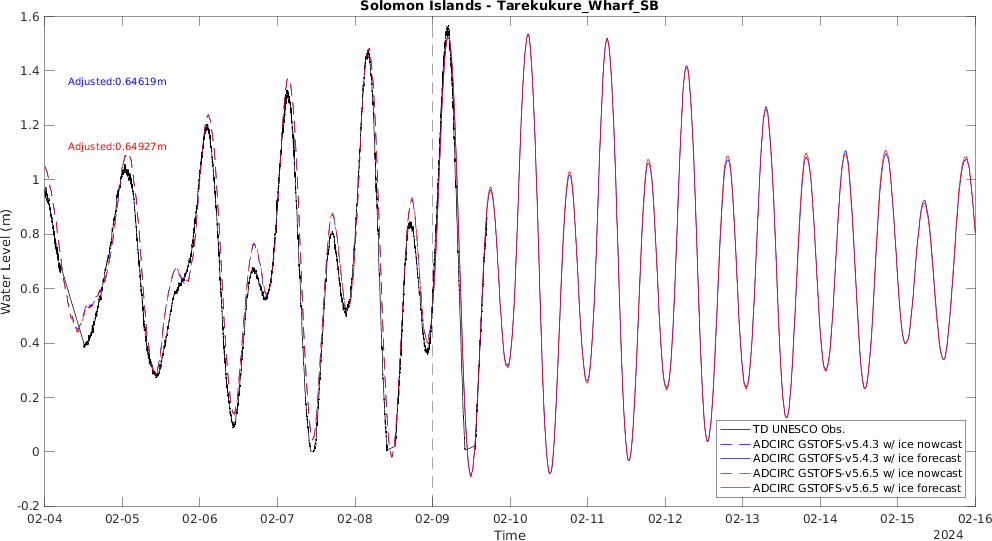 Solomon Islands - Tarekukure_Wharf_SB
1.6
1.4
1.2
1
0.8
0.6
0.4
0.2
0
-0.2
Water Level (m)
Adjusted:0.64619m
Adjusted:0.64927m
TD UNESCO Obs.
ADCIRC GSTOFS-v5.4.3 w/ ice nowcast
ADCIRC GSTOFS-v5.4.3 w/ ice forecast
ADCIRC GSTOFS-v5.6.5 w/ ice nowcast
ADCIRC GSTOFS-v5.6.5 w/ ice forecast
02-04 02-05 02-06 02-07 02-08 02-09 02-10 02-11 02-12 02-13 02-14 02-15 02-16
Time
2024